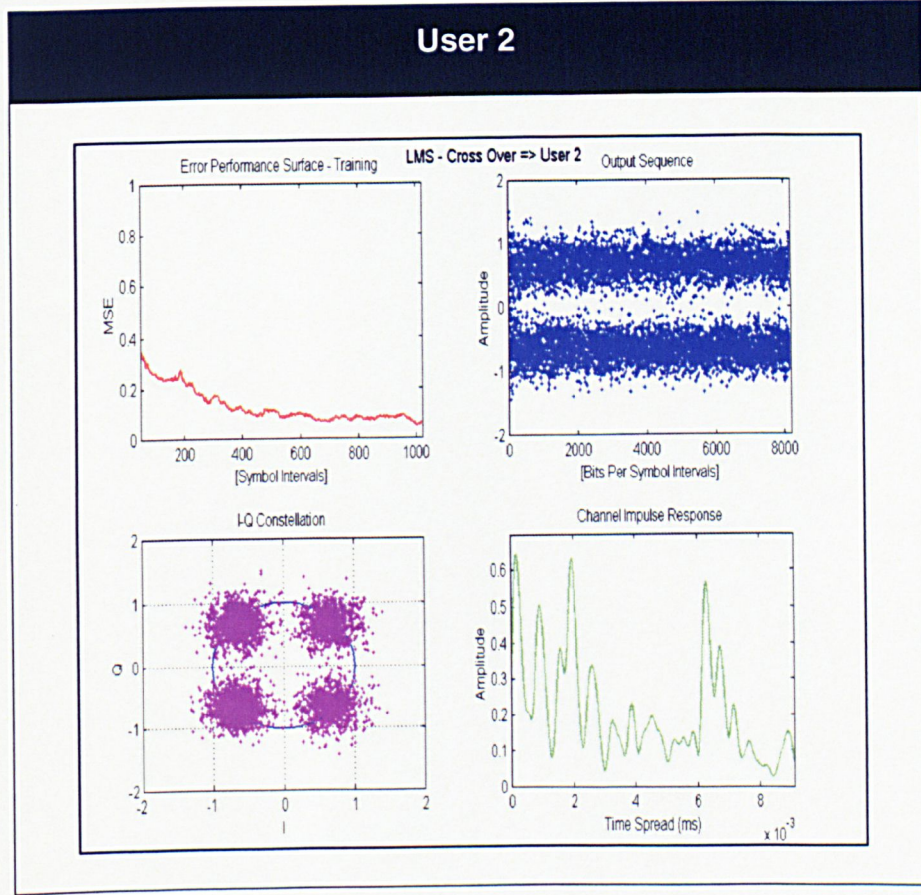 User 2
LMS - Cross Over => User 2
Error Performance Surface - Training
MSE
1
0.8
0.6
0.4
0.2
0
200 400 600 800 1000
[Symbol Intervals]
Output Sequence
Amplitude
2
1
0
-1
-2
0 2000 4000 6000 8000
[Bits Per Symbol Intervals]
I-Q Constellation
Q
2
1
0
-1
-2
-2 -1 0 1 2
I
Channel Impulse Response
Amplitude
0.6
0.5
0.4
0.3
0.2
0.1
0
0 2 4 6 8
Time Spread (ms)
x 10-3